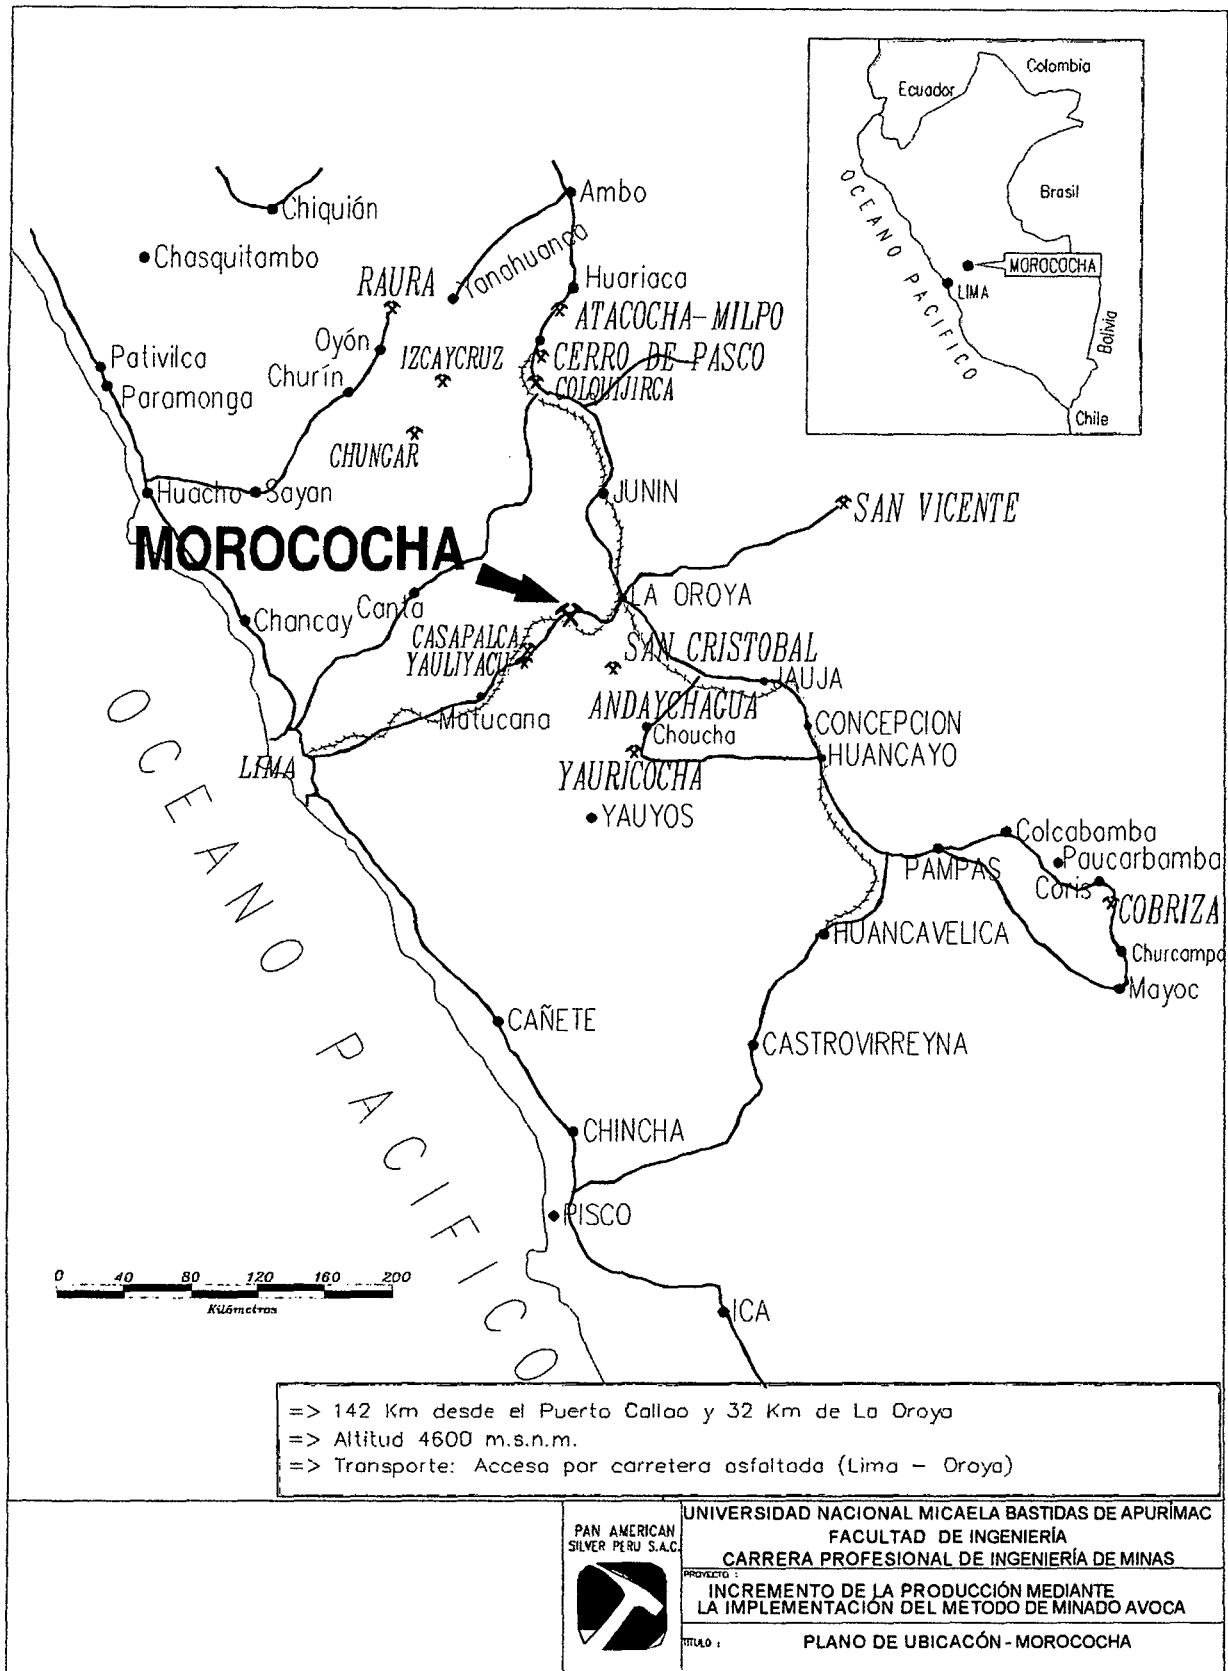 Colombia
Ecuador
Brasil
OCEANO PACIFICO
MOROCOCHA
LIMA
Bolivia
Chile
Ambo
Chiquián
Chasquitambo
Yanahuanca
RAURA
Huariaca
ATACOCHA-MILPO
Oyón
IZCAYCRUZ
CERRO DE PASCO
Pativilca
Churín
COLQUIJIRCA
Paramonga
CHUNGAR
Huacho
Sayan
JUNIN
SAN VICENTE
MOROCOCHA
Canta
LA OROYA
Chancay
CASAPALCA
YAULIYACU
SAN CRISTOBAL
JAUJA
Matucana
ANDAYCHAGUA
Choucha
CONCEPCION
LIMA
HUANCAYO
YAURICOCHA
YAUYOS
Colcabamba
PAMPAS
Paucarbamba
Coris
COBRIZA
HUANCAVELICA
Churcampa
Mayoc
OCEANO PACIFICO
CAÑETE
CASTROVIRREYNA
CHINCHA
PISCO
0 40 80 120 160 200
Kilómetros
ICA
=> 142 Km desde el Puerto Callao y 32 Km de La Oroya
=> Altitud 4600 m.s.n.m.
=> Transporte: Acceso por carretera asfaltada (Lima - Oroya)
PAN AMERICAN
SILVER PERU S.A.C.
UNIVERSIDAD NACIONAL MICAELA BASTIDAS DE APURÍMAC
FACULTAD DE INGENIERÍA
CARRERA PROFESIONAL DE INGENIERÍA DE MINAS
PROYECTO :
INCREMENTO DE LA PRODUCCIÓN MEDIANTE
LA IMPLEMENTACIÓN DEL METODO DE MINADO AVOCA
TITULO :
PLANO DE UBICACÓN - MOROCOCHA